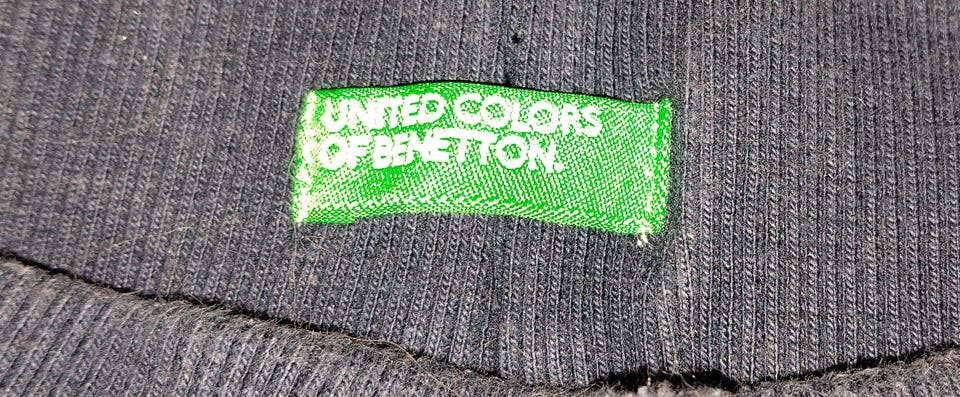 UNITED COLORS
OF BENETTON.